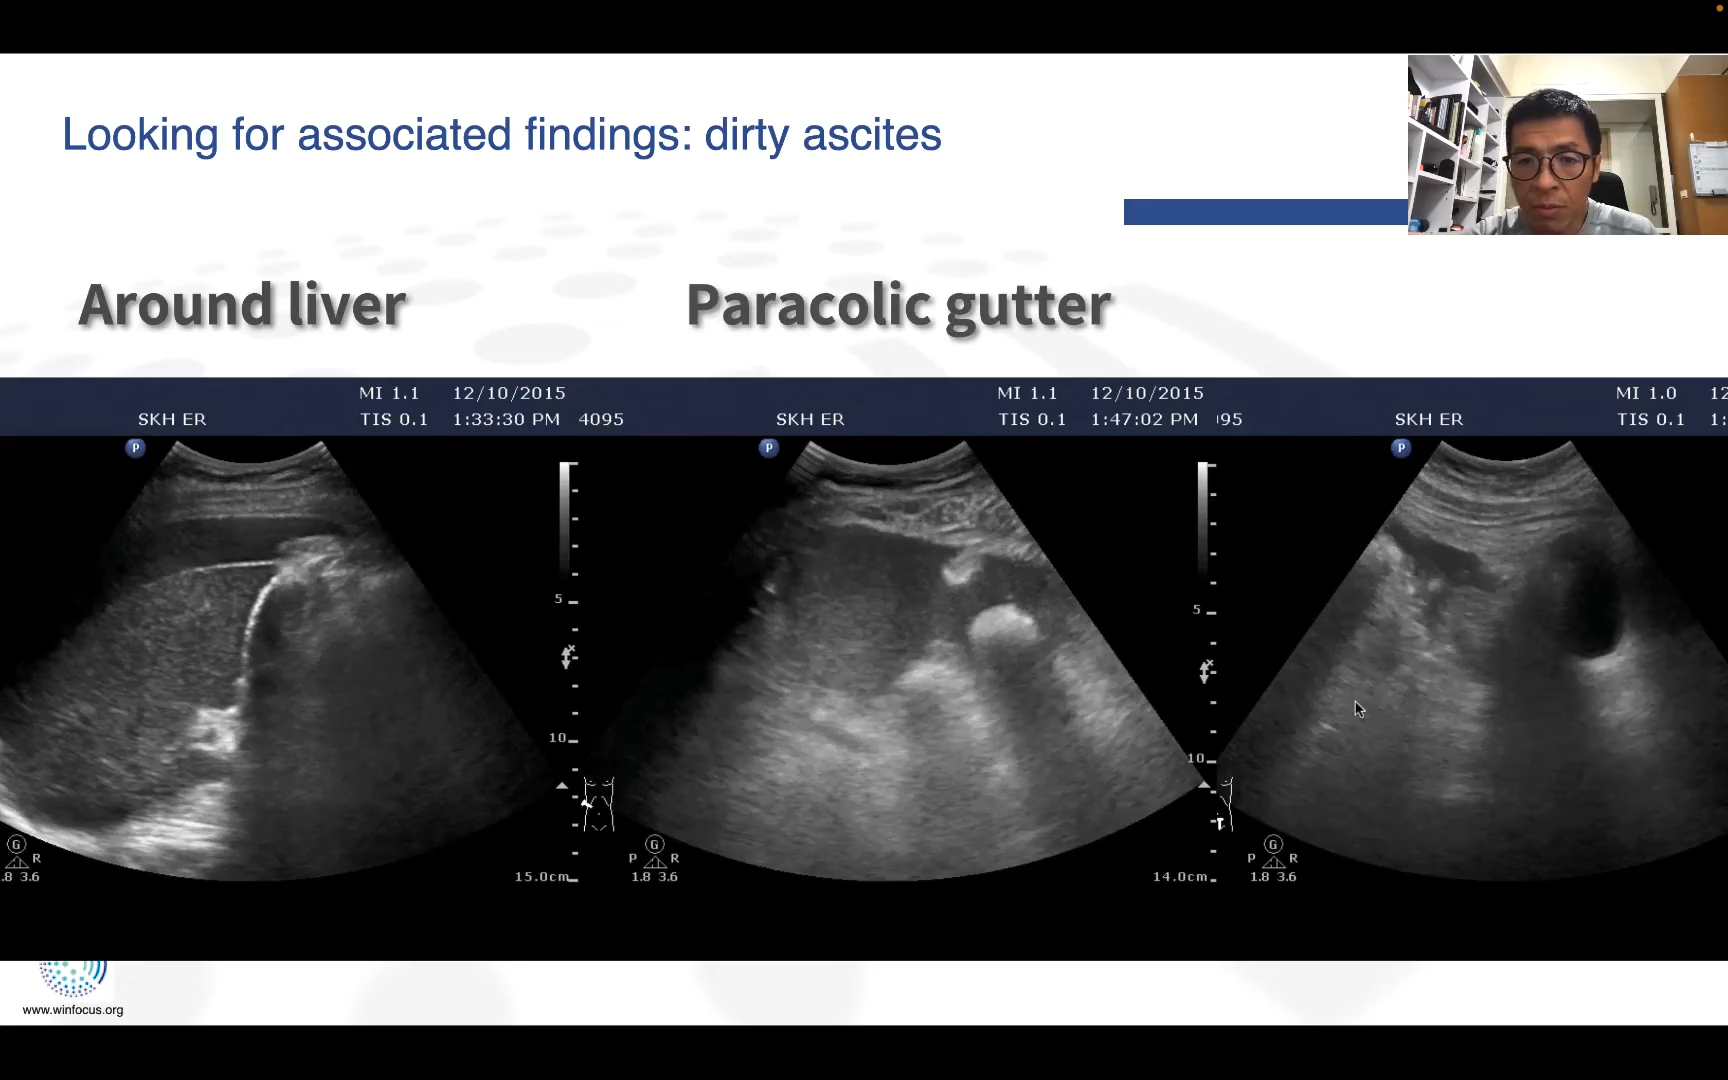 Looking for associated findings: dirty ascites
Around liver
Paracolic gutter
MI 1.1 12/10/2015
SKH ER TIS 0.1 1:33:30 PM 4095
MI 1.1 12/10/2015
SKH ER TIS 0.1 1:47:02 PM 95
MI 1.0 12
SKH ER TIS 0.1 1:
P
P
P
5
10
15.0cm
5
10
14.0cm
G
R
.8 3.6
G
P R
1.8 3.6
G
P R
1.8 3.6
www.winfocus.org